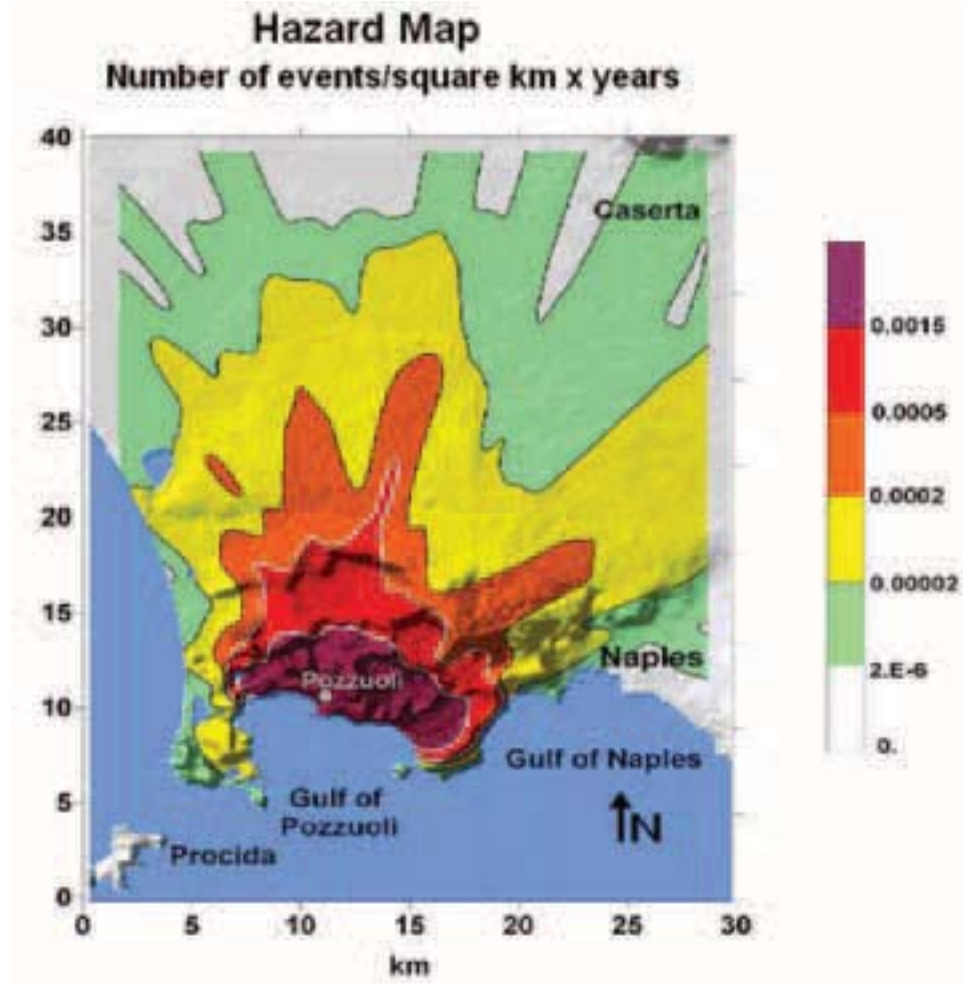 Hazard Map
Number of events/square km x years
40
35
30
25
20
15
10
5
0
0 5 10 15 20 25 30
km
Caserta
Naples
Pozzuoli
Gulf of Naples
Gulf of
Pozzuoli
N
Procida
0.0015
0.0005
0.0002
0.00002
2.E-6
0.